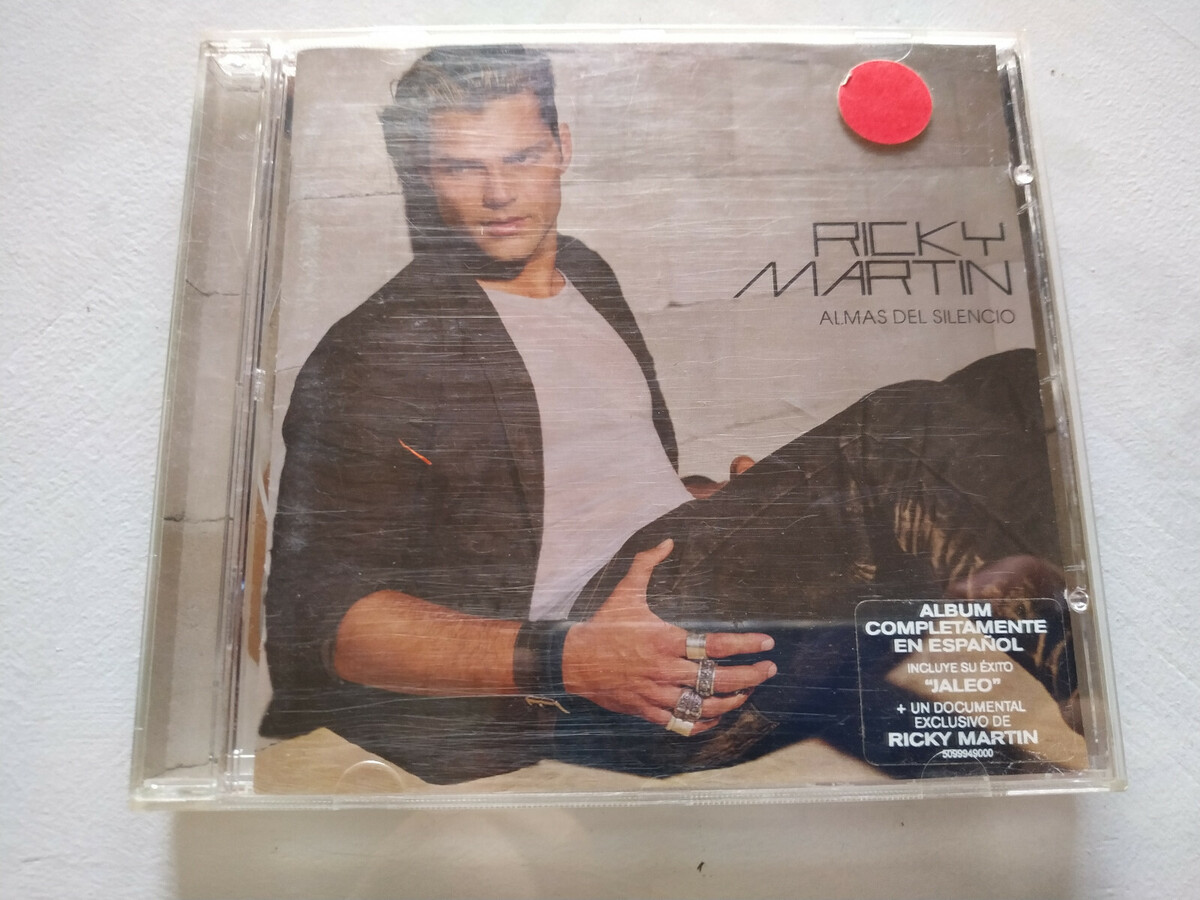 RICKY
MARTIN
ALMAS DEL SILENCIO
ALBUM
COMPLETAMENTE
EN ESPAÑOL
INCLUYE SU ÉXITO
"JALEO"
+ UN DOCUMENTAL
EXCLUSIVO DE
RICKY MARTIN
5099949000